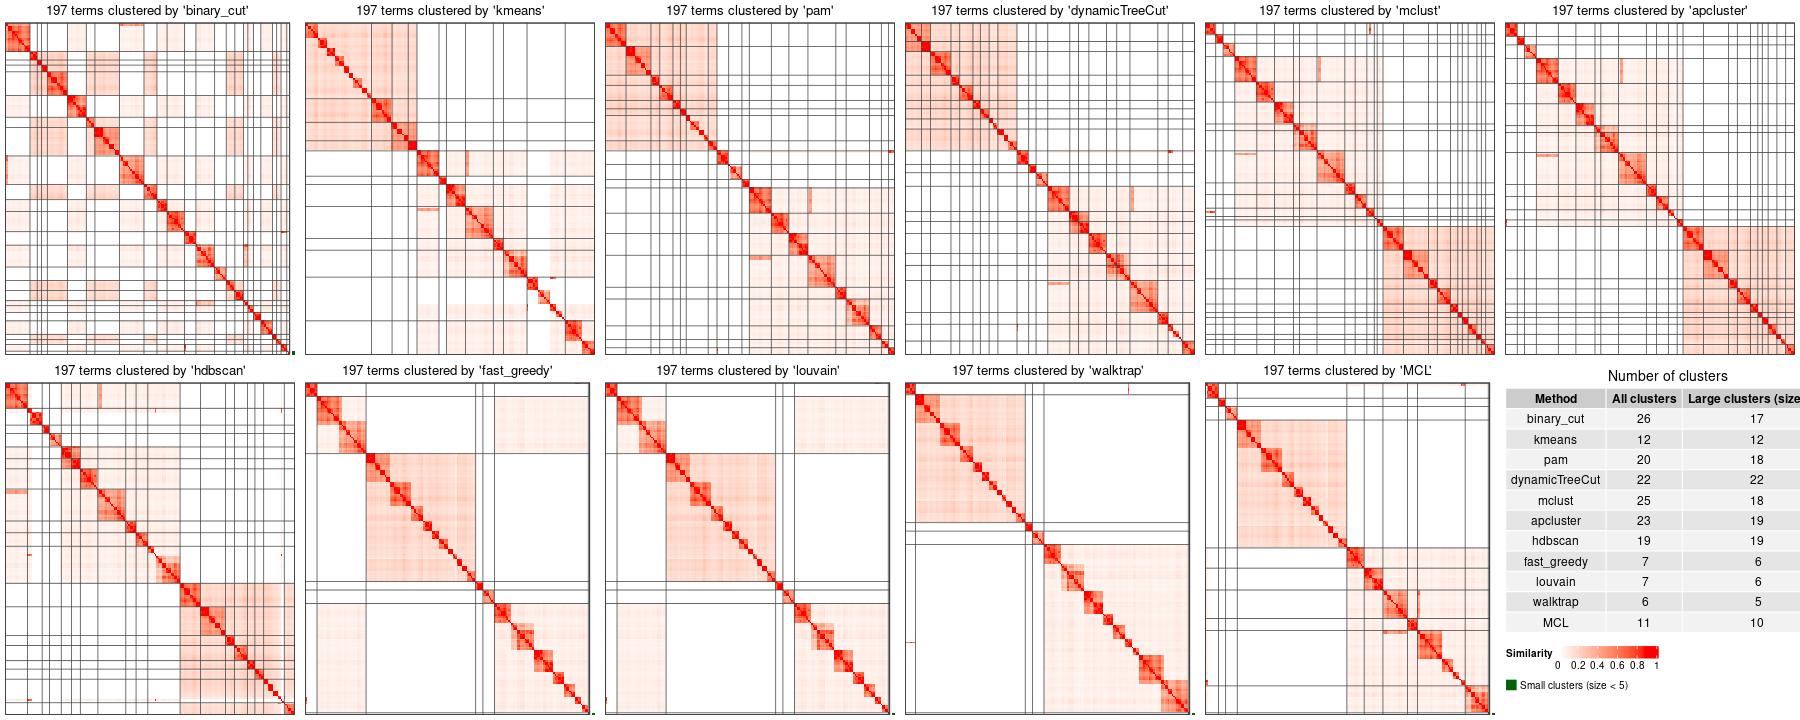 197 terms clustered by 'binary_cut'
197 terms clustered by 'kmeans'
197 terms clustered by 'pam'
197 terms clustered by 'dynamicTreeCut'
197 terms clustered by 'mclust'
197 terms clustered by 'apcluster'
197 terms clustered by 'hdbscan'
197 terms clustered by 'fast_greedy'
197 terms clustered by 'louvain'
197 terms clustered by 'walktrap'
197 terms clustered by 'MCL'
Number of clusters
Method All clusters Large clusters (size
binary_cut 26 17
kmeans 12 12
pam 20 18
dynamicTreeCut 22 22
mclust 25 18
apcluster 23 19
hdbscan 19 19
fast_greedy 7 6
louvain 7 6
walktrap 6 5
MCL 11 10
Similarity
0 0.2 0.4 0.6 0.8 1
Small clusters (size < 5)